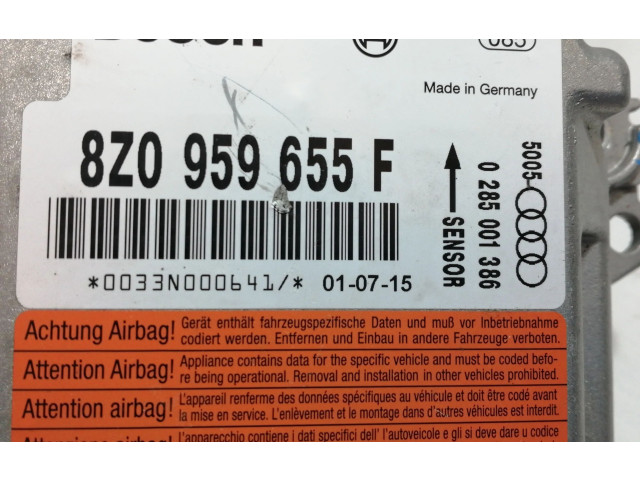 Made in Germany
8Z0 959 655 F
*0033N000641/* 01-07-15
SENSOR
0 285 001 386
5005-
Achtung Airbag! Gerät enthält fahrzeugspezifische Daten und muß vor Inbetriebnahme
codiert werden. Entfernen und Einbau in andere Fahrzeuge verboten.
Attention Airbag! Appliance contains data for the specific vehicle and must be coded befo-
re being operational. Removal and installation in other vehicles prohibited.
Attention airbag! L'appareil renferme des données spécifiques au véhicule et doit être codé avant
la mise en service. L'enlèvement et le montage dans d'autres véhicules est interdit.
L'apparecchio contiene i dati specifici dell' autoveicolo e gli si deve dare u codice